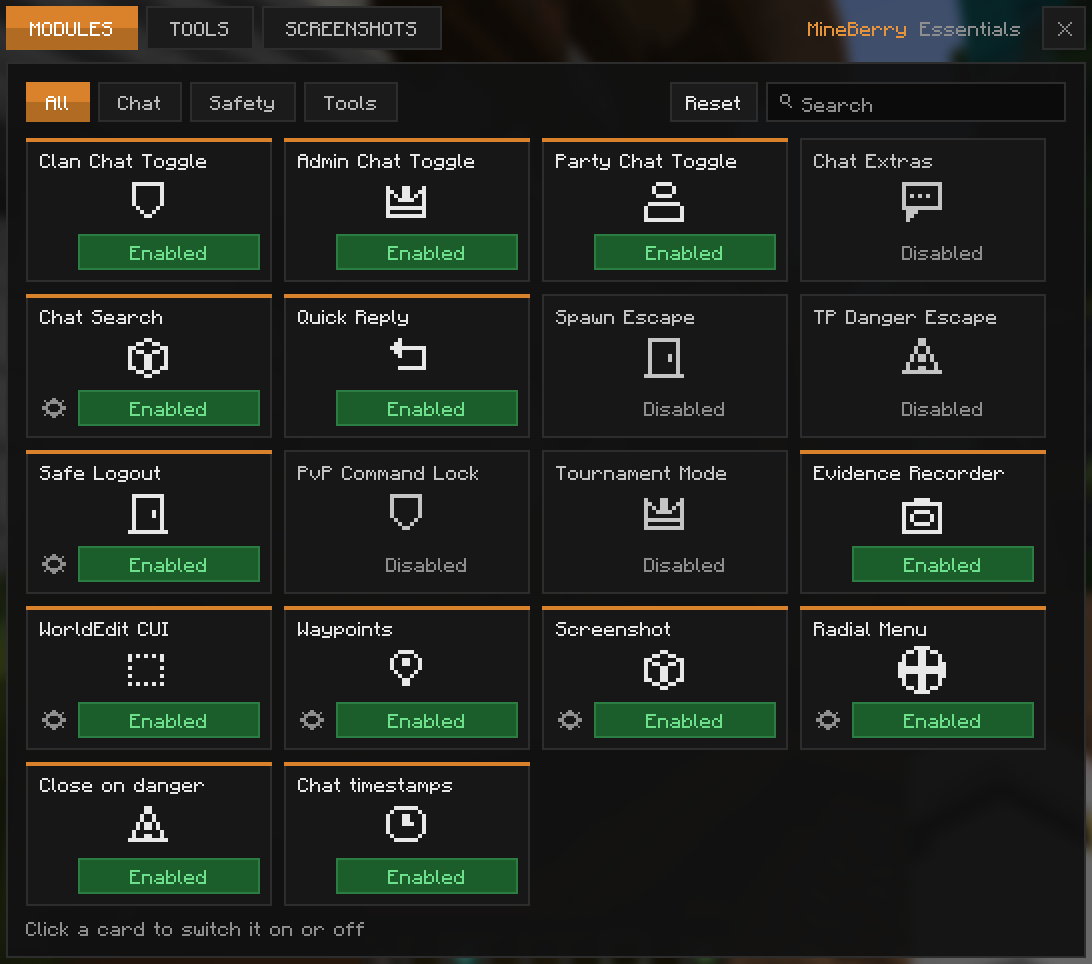 MODULES TOOLS SCREENSHOTS MineBerry Essentials
All Chat Safety Tools Reset Search
Clan Chat Toggle Admin Chat Toggle Party Chat Toggle Chat Extras
Enabled Enabled Enabled Disabled
Chat Search Quick Reply Spawn Escape TP Danger Escape
Enabled Enabled Disabled Disabled
Safe Logout PvP Command Lock Tournament Mode Evidence Recorder
Enabled Disabled Disabled Enabled
WorldEdit CUI Waypoints Screenshot Radial Menu
Enabled Enabled Enabled Enabled
Close on danger Chat timestamps
Enabled Enabled
Click a card to switch it on or off